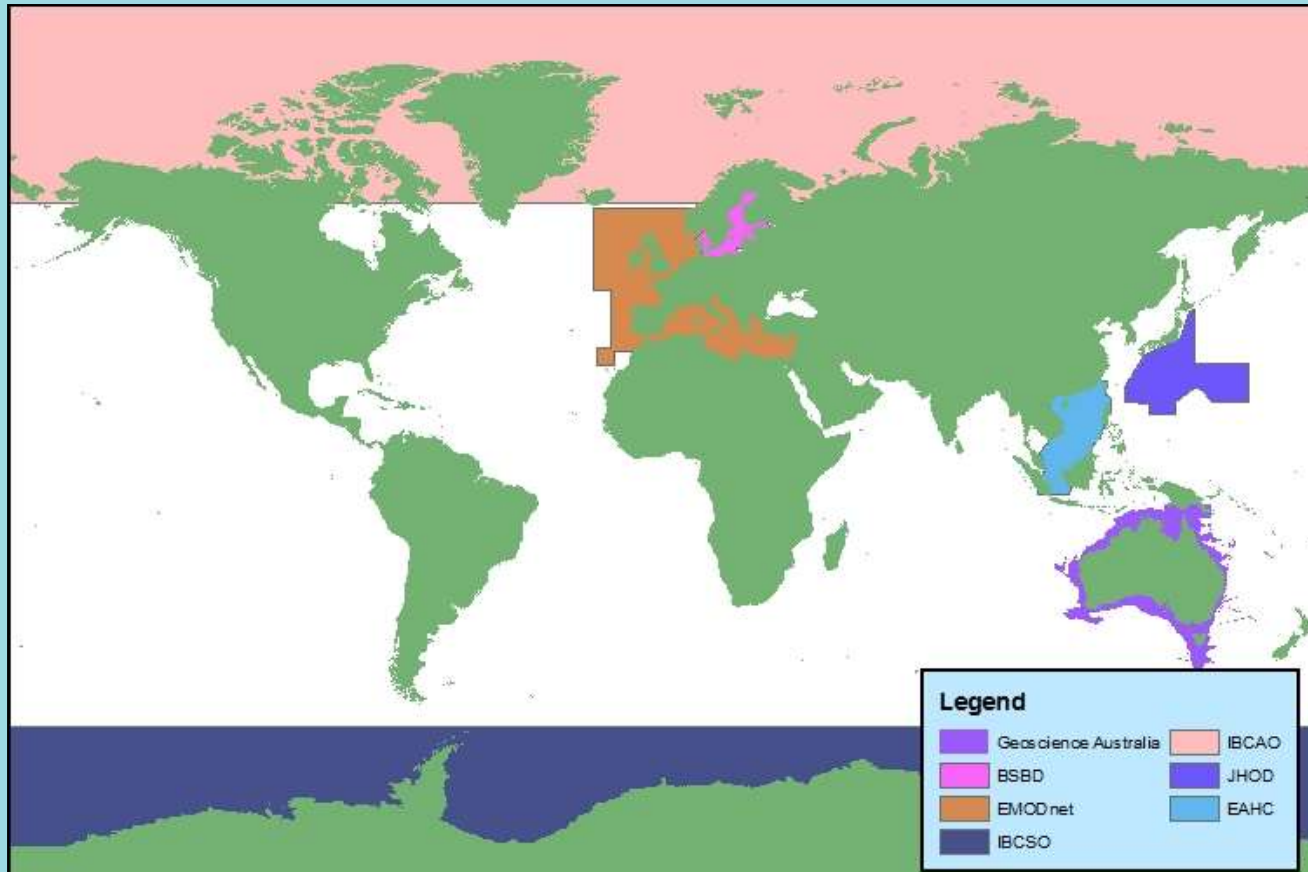 Legend
Geoscience Australia
IBCAO
BSBD
JHOD
EMODnet
EAHC
IBCSO